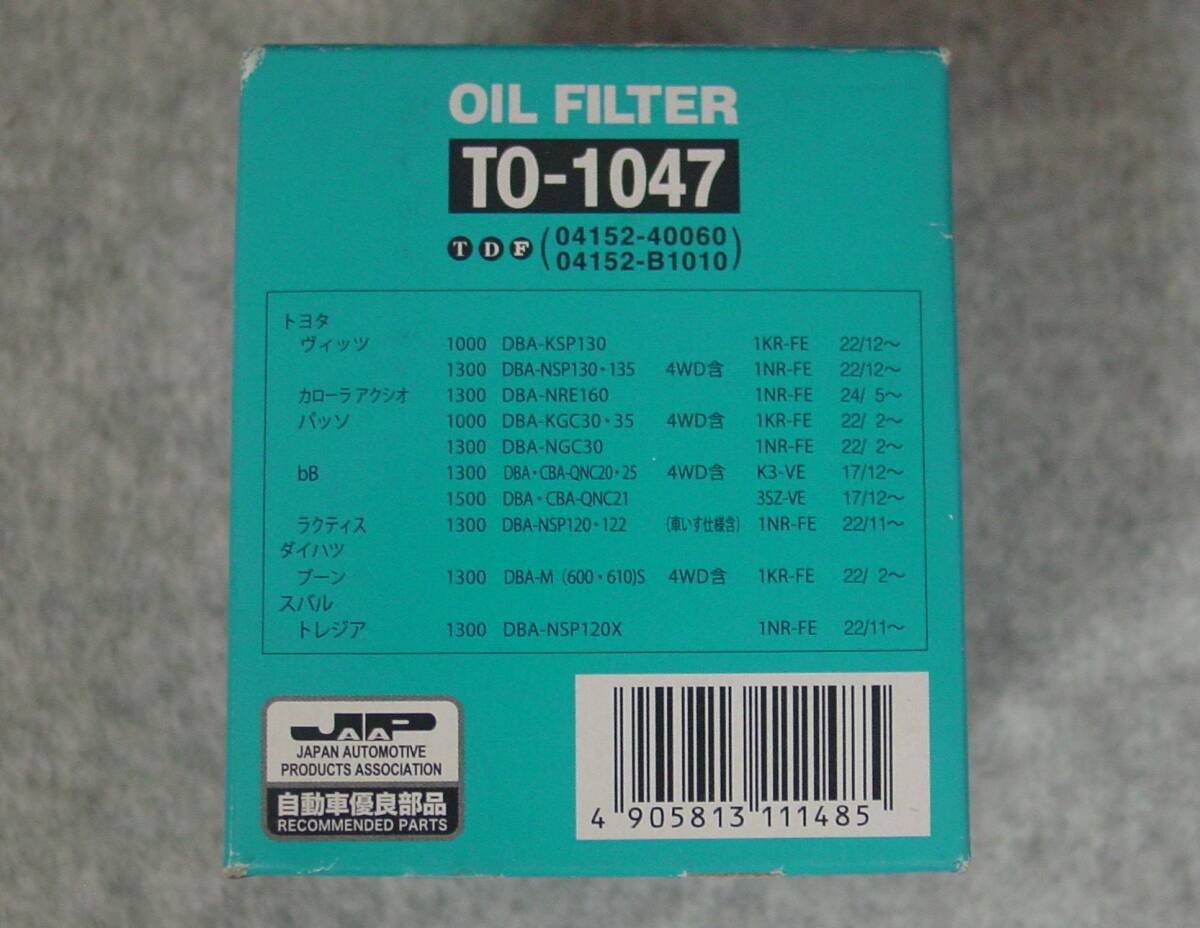 OIL FILTER
TO-1047
T D F (04152-40060
04152-B1010)
トヨタ
ヴィッツ 1000 DBA-KSP130 1KR-FE 22/12～
1300 DBA-NSP130・135 4WD含 1NR-FE 22/12～
カローラ アクシオ 1300 DBA-NRE160 1NR-FE 24/ 5～
パッソ 1000 DBA-KGC30・35 4WD含 1KR-FE 22/ 2～
1300 DBA-NGC30 1NR-FE 22/ 2～
bB 1300 DBA・CBA-QNC20・25 4WD含 K3-VE 17/12～
1500 DBA・CBA-QNC21 3SZ-VE 17/12～
ラクティス 1300 DBA-NSP120・122 (車いす仕様含) 1NR-FE 22/11～
ダイハツ
ブーン 1300 DBA-M (600・610)S 4WD含 1KR-FE 22/ 2～
スバル
トレジア 1300 DBA-NSP120X 1NR-FE 22/11～
JAAP
JAPAN AUTOMOTIVE
PRODUCTS ASSOCIATION
自動車優良部品
RECOMMENDED PARTS
4 905813 111485